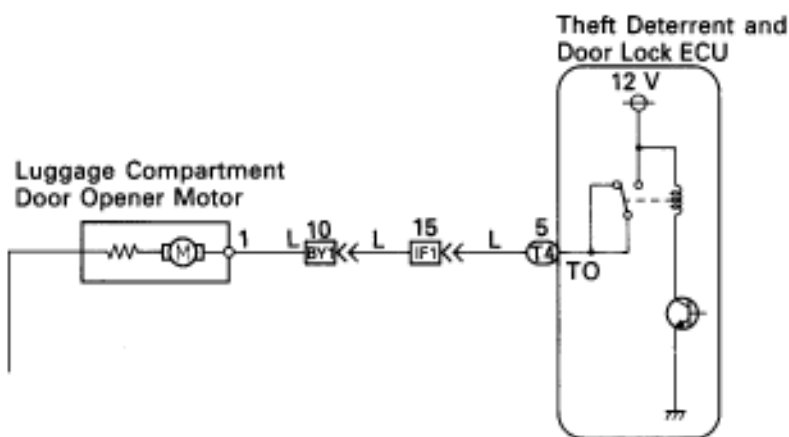 Theft Deterrent and
Door Lock ECU
12 V
Luggage Compartment
Door Opener Motor
M
1
L
10
BY1
L
15
IF1
L
5
T4
TO